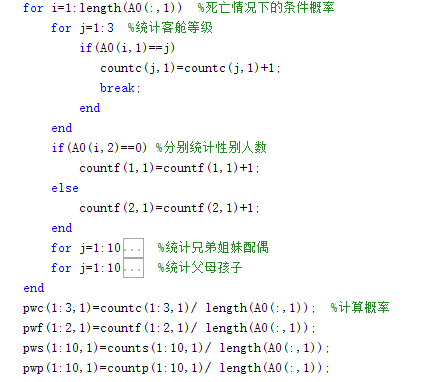 for i=1:length(A0(:,1))  %死亡情况下的条件概率
    for j=1:3  %统计客舱等级
        if(A0(i,1)==j)
           countc(j,1)=countc(j,1)+1;
           break;
        end
    end
    if(A0(i,2)==0) %分别统计性别人数
        countf(1,1)=countf(1,1)+1;
    else
        countf(2,1)=countf(2,1)+1;
    end
    for j=1:10...  %统计兄弟姐妹配偶
    for j=1:10...  %统计父母孩子
end
pwc(1:3,1)=countc(1:3,1)/ length(A0(:,1));  %计算概率
pwf(1:2,1)=countf(1:2,1)/ length(A0(:,1));
pws(1:10,1)=counts(1:10,1)/ length(A0(:,1));
pwp(1:10,1)=countp(1:10,1)/ length(A0(:,1));